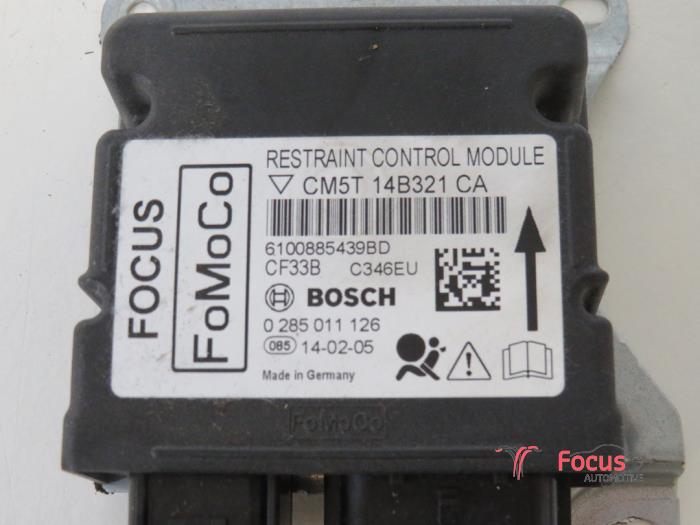 RESTRAINT CONTROL MODULE
CM5T 14B321 CA
6100885439BD
CF33B C346EU
BOSCH
0 285 011 126
085 14-02-05
Made in Germany
FOCUS
FoMoCo
FoMoCo
Focus
AUTOMOTIVE